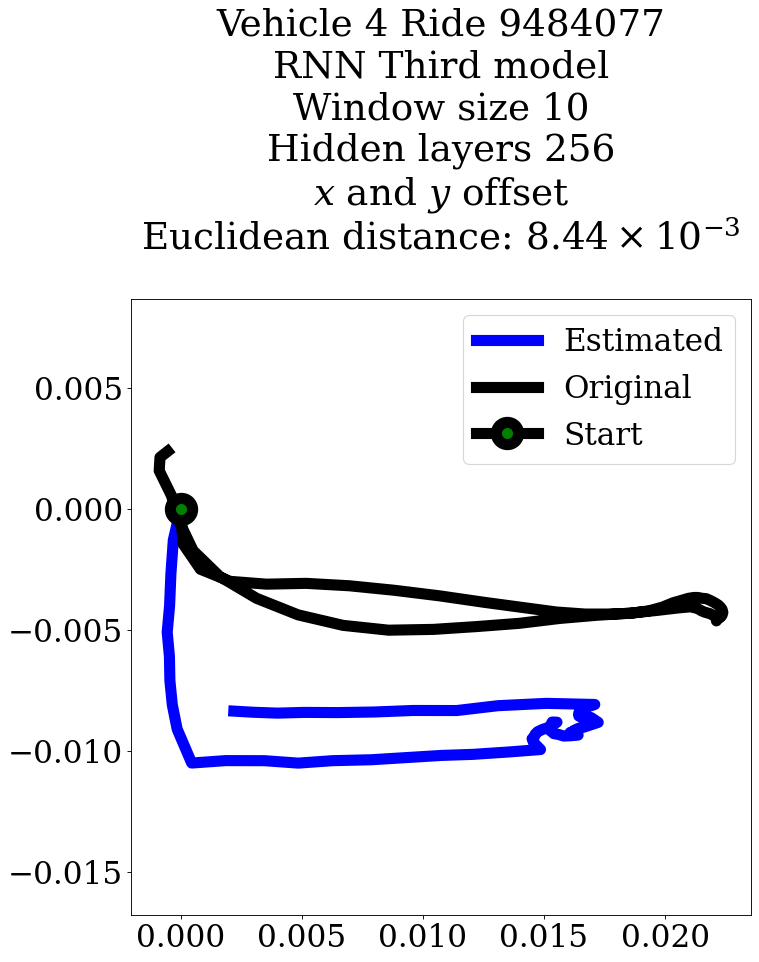 Vehicle 4 Ride 9484077
RNN Third model
Window size 10
Hidden layers 256
x and y offset
Euclidean distance: 8.44 × 10⁻³
Estimated
Original
Start
0.005
0.000
−0.005
−0.010
−0.015
0.000 0.005 0.010 0.015 0.020